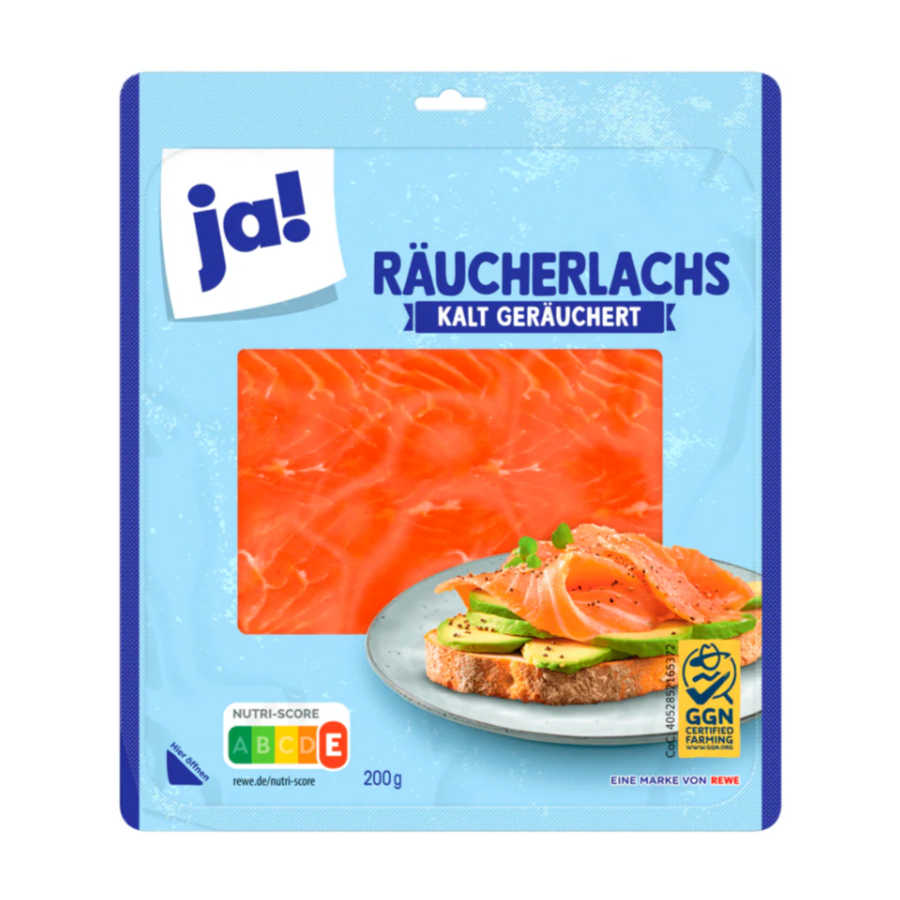 ja!
RÄUCHERLACHS
KALT GERÄUCHERT
NUTRI-SCORE
A B C D E
rewe.de/nutri-score
Hier öffnen
200g
CoC: 4052852165372
GGN
CERTIFIED
FARMING
WWW.GGN.ORG
EINE MARKE VON REWE